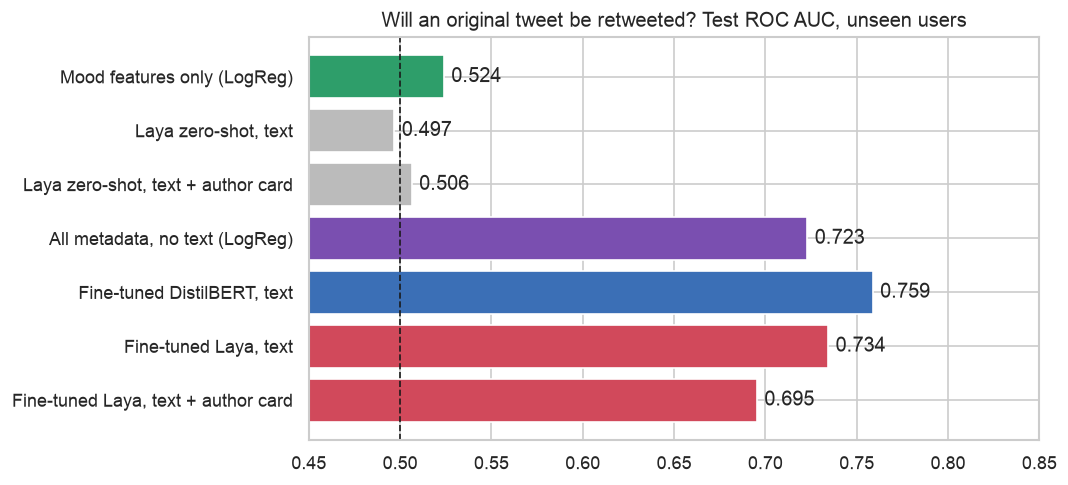 Will an original tweet be retweeted? Test ROC AUC, unseen users
Mood features only (LogReg) 0.524
Laya zero-shot, text 0.497
Laya zero-shot, text + author card 0.506
All metadata, no text (LogReg) 0.723
Fine-tuned DistilBERT, text 0.759
Fine-tuned Laya, text 0.734
Fine-tuned Laya, text + author card 0.695
0.45 0.50 0.55 0.60 0.65 0.70 0.75 0.80 0.85